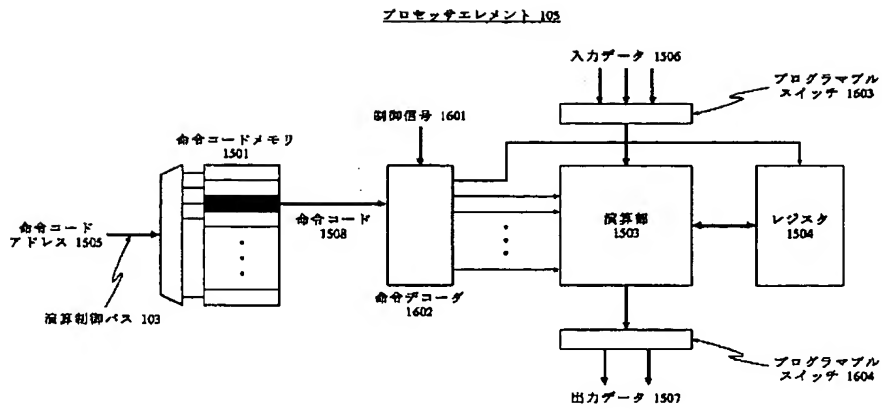 プロセッサエレメント 105
入力データ 1506
プログラマブル
スイッチ 1603
制御信号 1601
命令コードメモリ
1501
命令コード
アドレス 1505
命令コード
1508
演算部
1503
レジスタ
1504
命令デコーダ
1602
演算制御バス 103
プログラマブル
スイッチ 1604
出力データ 1507